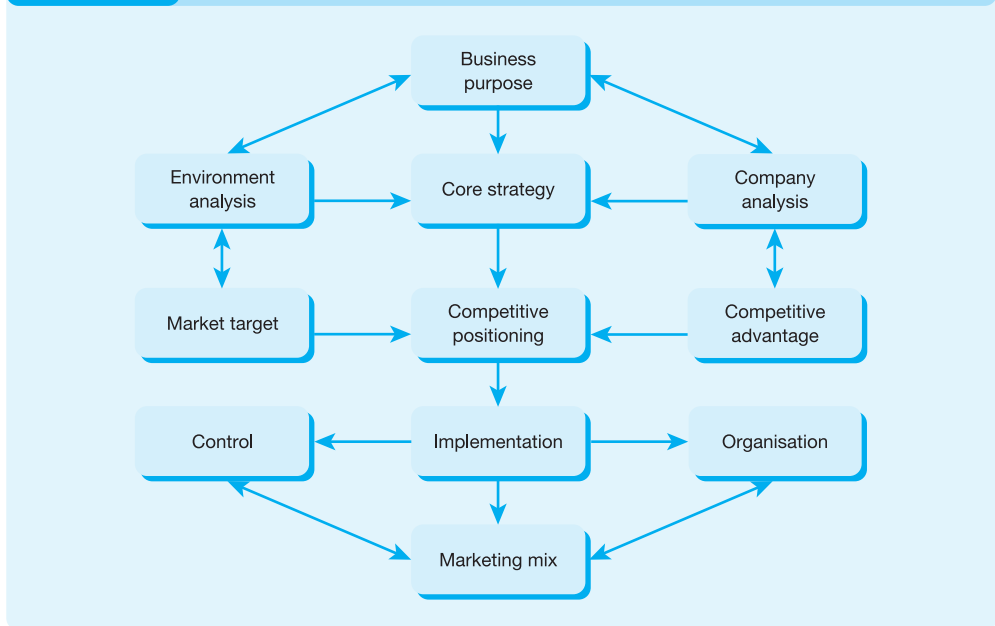 Business
purpose
Environment
analysis
Core strategy
Company
analysis
Market target
Competitive
positioning
Competitive
advantage
Control
Implementation
Organisation
Marketing mix